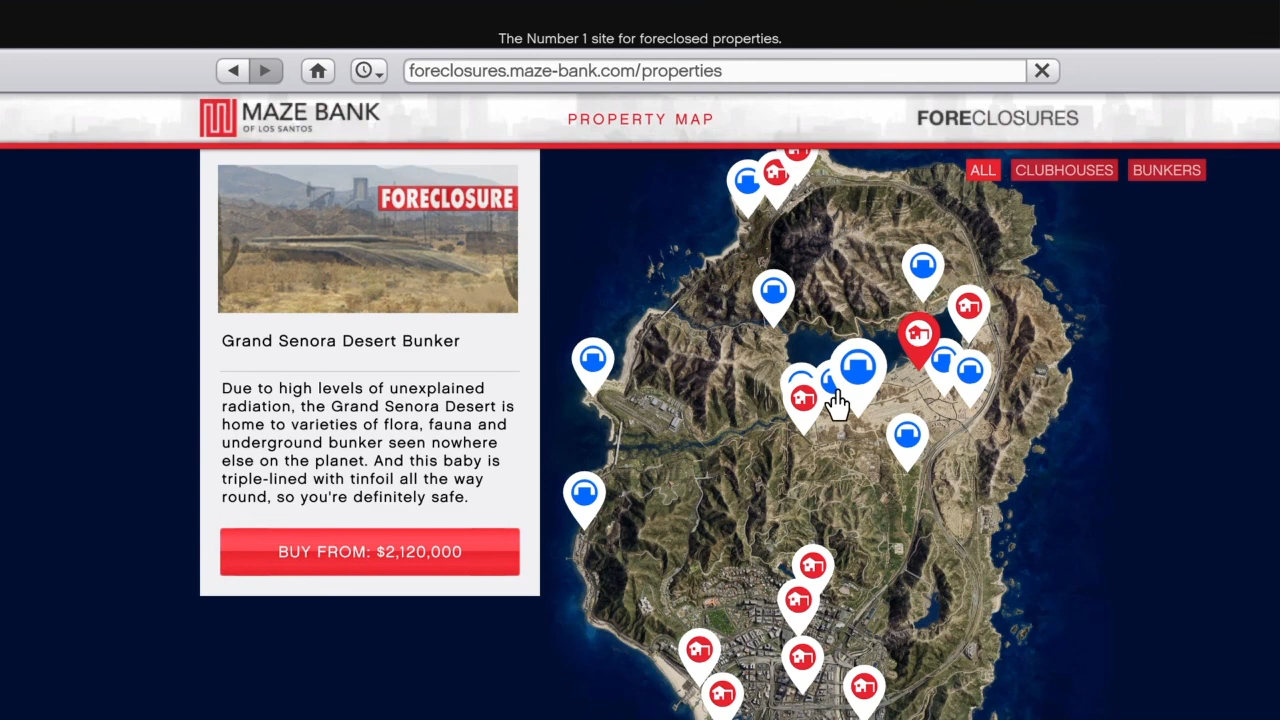 The Number 1 site for foreclosed properties.
foreclosures.maze-bank.com/properties
MAZE BANK
OF LOS SANTOS
PROPERTY MAP
FORECLOSURES
ALL
CLUBHOUSES
BUNKERS
FORECLOSURE
Grand Senora Desert Bunker
Due to high levels of unexplained
radiation, the Grand Senora Desert is
home to varieties of flora, fauna and
underground bunker seen nowhere
else on the planet. And this baby is
triple-lined with tinfoil all the way
round, so you're definitely safe.
BUY FROM: $2,120,000